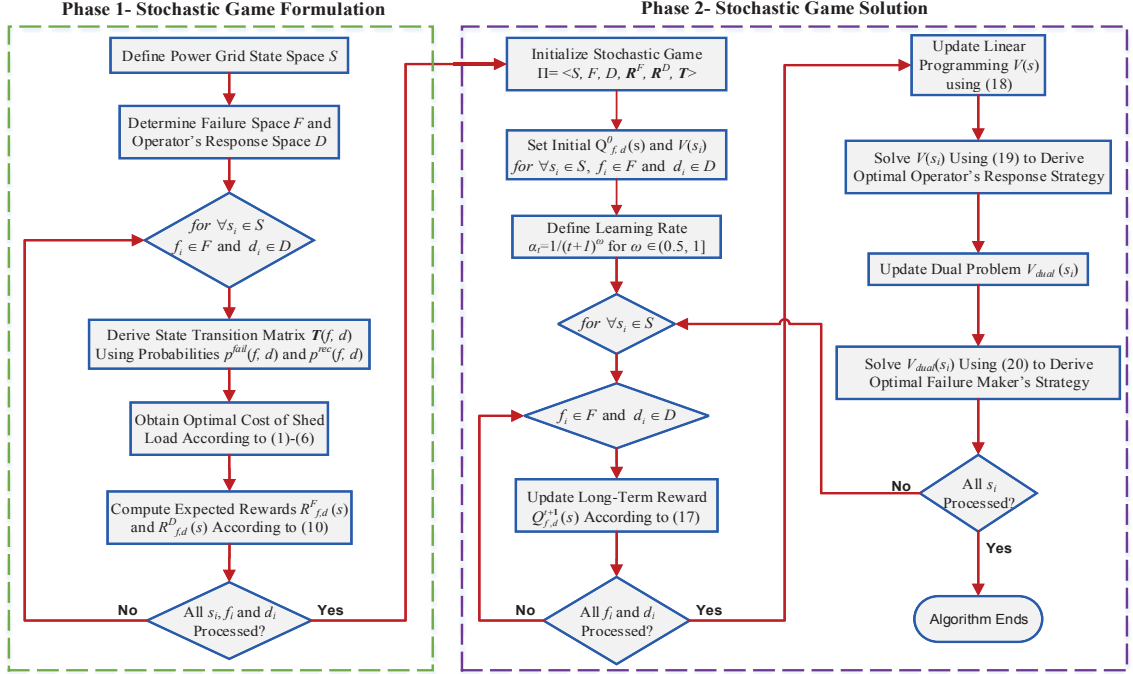 Phase 1- Stochastic Game Formulation
Define Power Grid State Space S
Determine Failure Space F and
Operator's Response Space D
for ∀s_i ∈ S
f_i ∈ F and d_i ∈ D
Derive State Transition Matrix T(f, d)
Using Probabilities p^fail(f, d) and p^rec(f, d)
Obtain Optimal Cost of Shed
Load According to (1)-(6)
Compute Expected Rewards R^F_f,d(s)
and R^D_f,d(s) According to (10)
All s_i, f_i and d_i
Processed?
No
Yes
Phase 2- Stochastic Game Solution
Initialize Stochastic Game
Π= <S, F, D, R^F, R^D, T>
Set Initial Q^0_f,d(s) and V(s_i)
for ∀s_i ∈ S, f_i ∈ F and d_i ∈ D
Define Learning Rate
α_t=1/(t+1)^ω for ω ∈ (0.5, 1]
for ∀s_i ∈ S
f_i ∈ F and d_i ∈ D
Update Long-Term Reward
Q^t+1_f,d(s) According to (17)
All f_i and d_i
Processed?
No
Yes
Update Linear
Programming V(s)
using (18)
Solve V(s_i) Using (19) to Derive
Optimal Operator's Response Strategy
Update Dual Problem V_dual (s_i)
Solve V_dual(s_i) Using (20) to Derive
Optimal Failure Maker's Strategy
All s_i
Processed?
No
Yes
Algorithm Ends